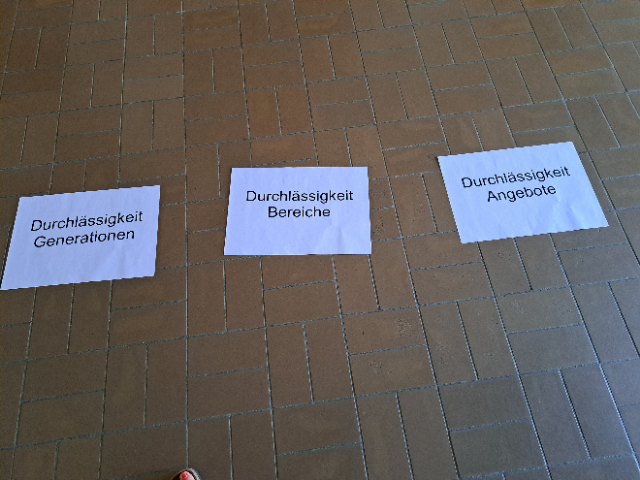 Durchlässigkeit
Generationen
Durchlässigkeit
Bereiche
Durchlässigkeit
Angebote